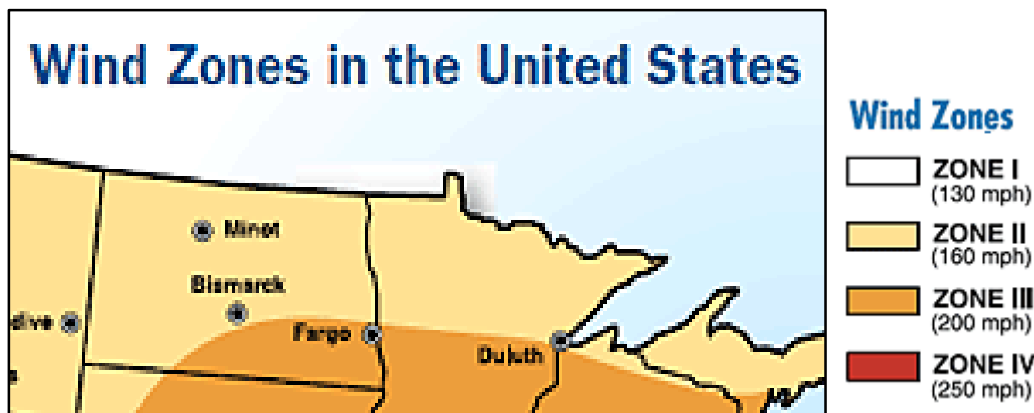 Wind Zones in the United States
Wind Zones
ZONE I
(130 mph)
ZONE II
(160 mph)
ZONE III
(200 mph)
ZONE IV
(250 mph)
Minot
Bismarck
dive
Fargo
Duluth
s